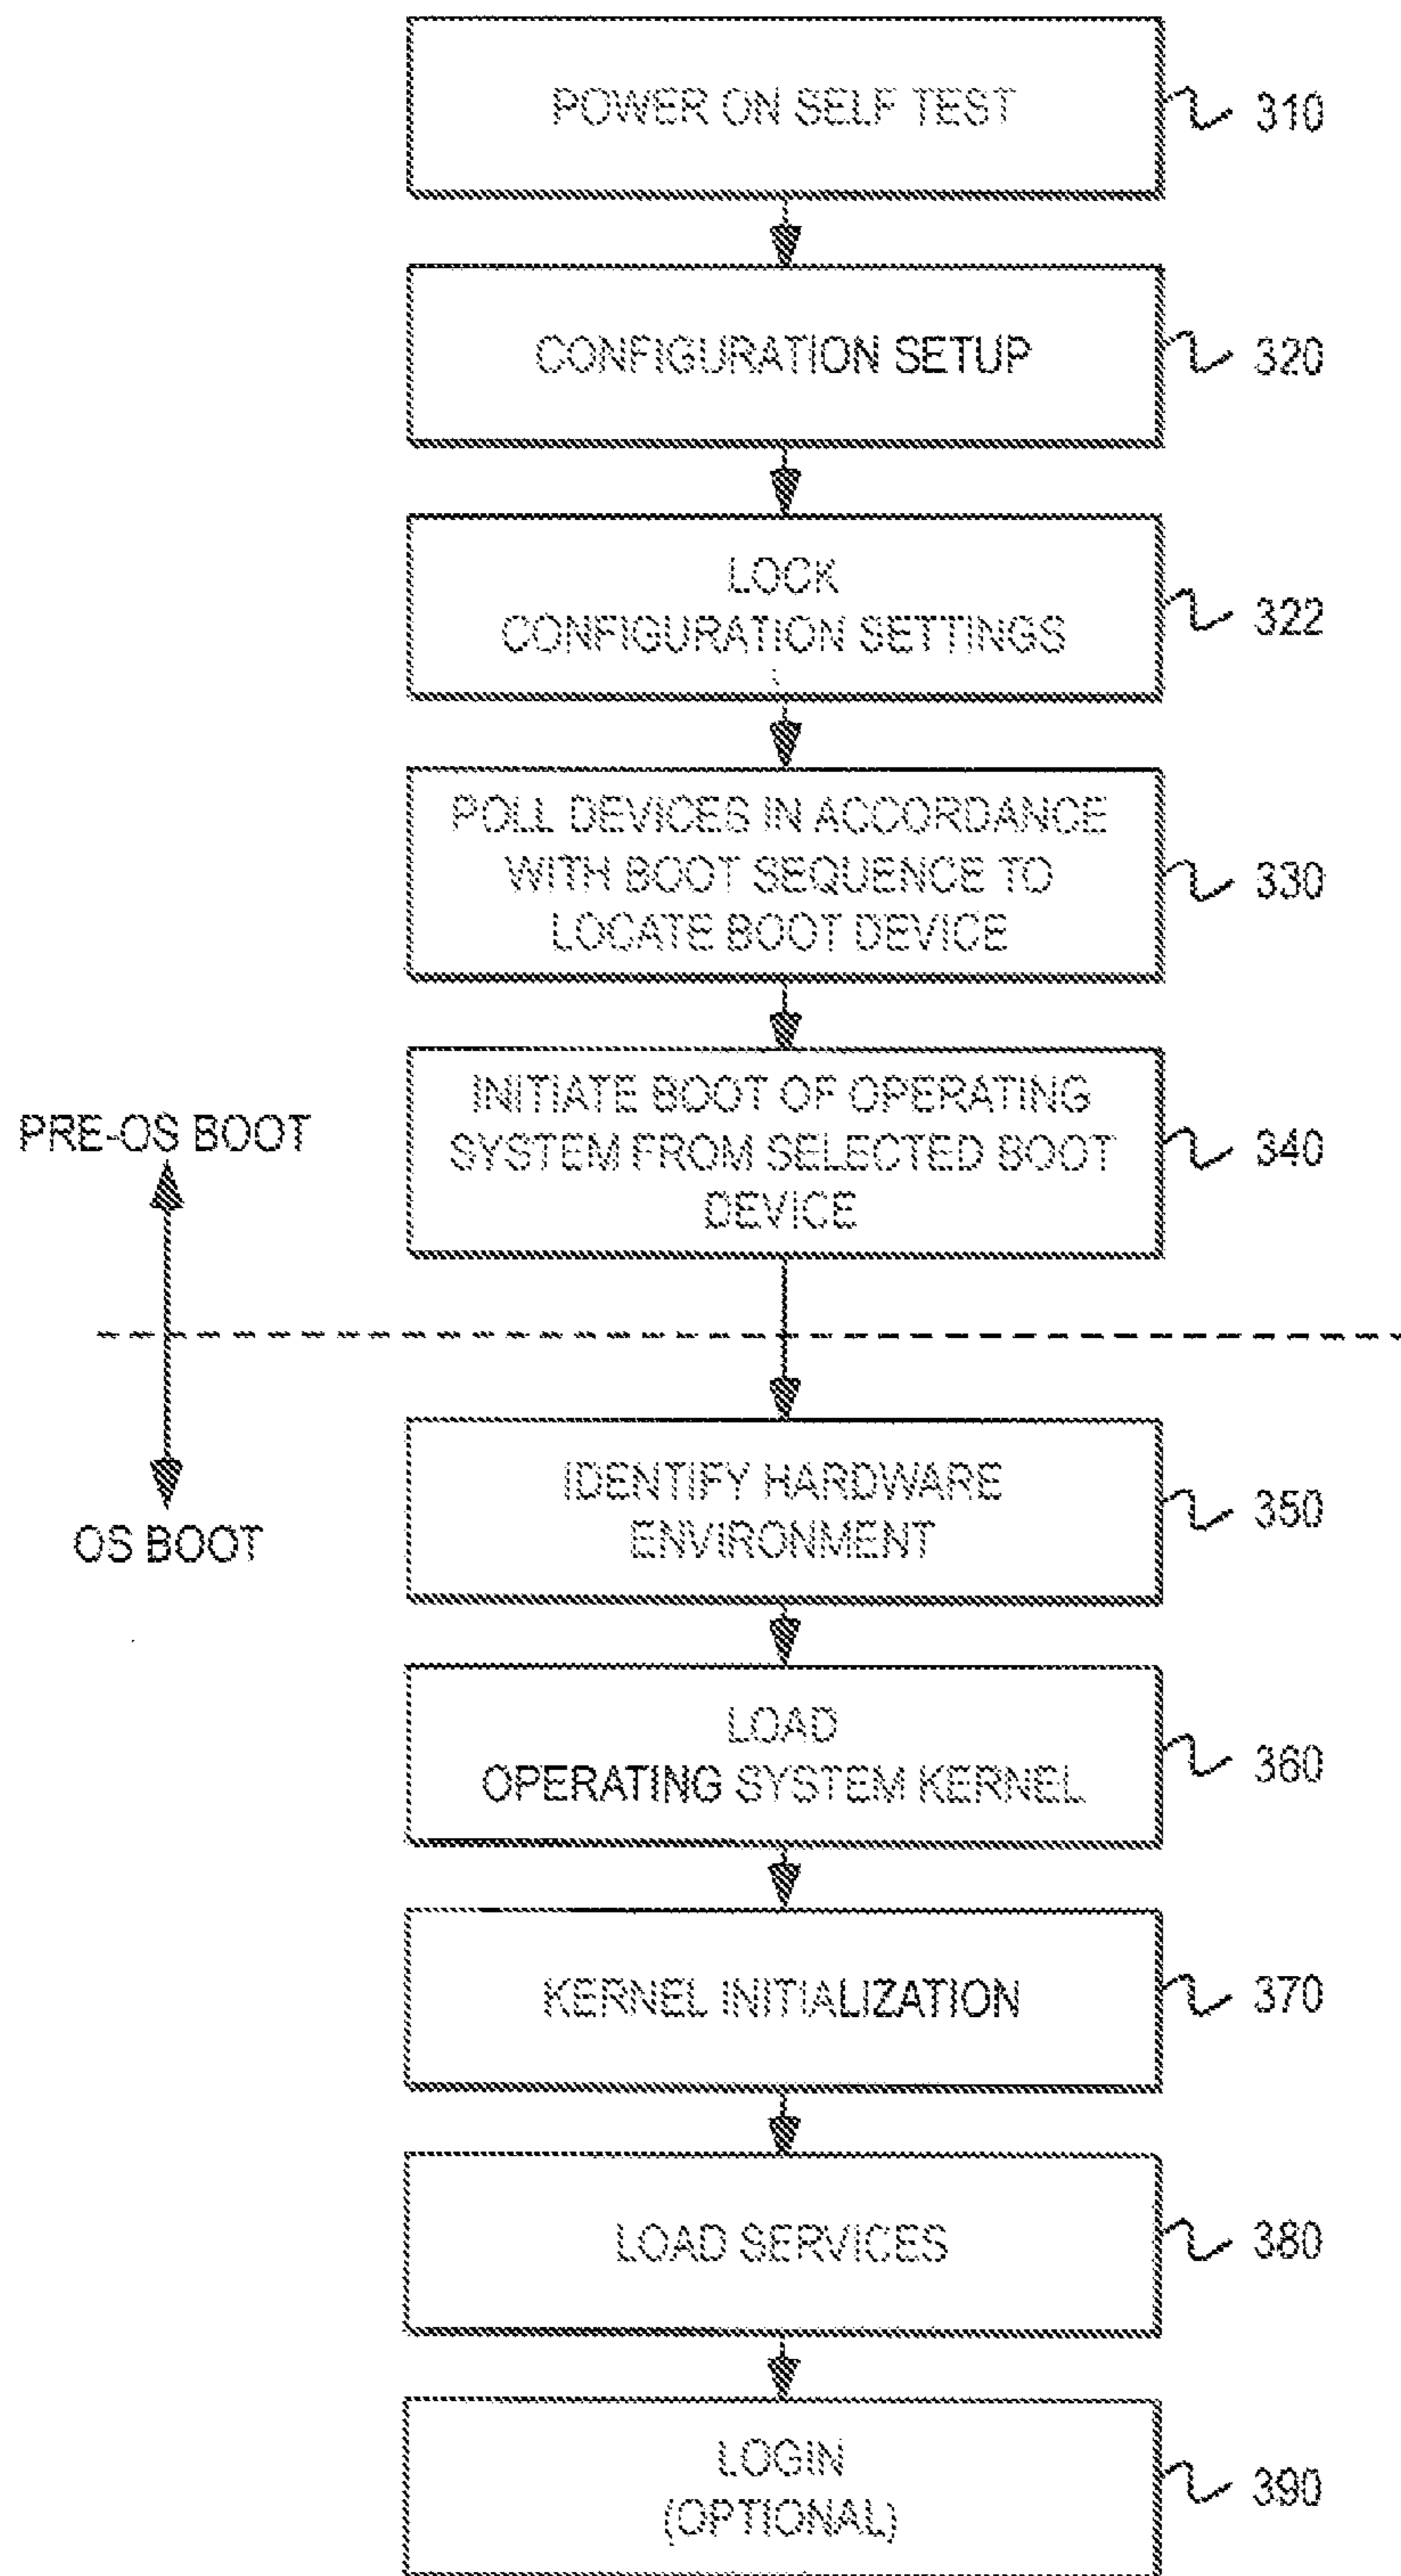 POWER ON SELF TEST
310
CONFIGURATION SETUP
320
LOCK
CONFIGURATION SETTINGS
322
POLL DEVICES IN ACCORDANCE
WITH BOOT SEQUENCE TO
LOCATE BOOT DEVICE
330
INITIATE BOOT OF OPERATING
SYSTEM FROM SELECTED BOOT
DEVICE
340
PRE-OS BOOT
OS BOOT
IDENTIFY HARDWARE
ENVIRONMENT
350
LOAD
OPERATING SYSTEM KERNEL
360
KERNEL INITIALIZATION
370
LOAD SERVICES
380
LOGIN
(OPTIONAL)
390